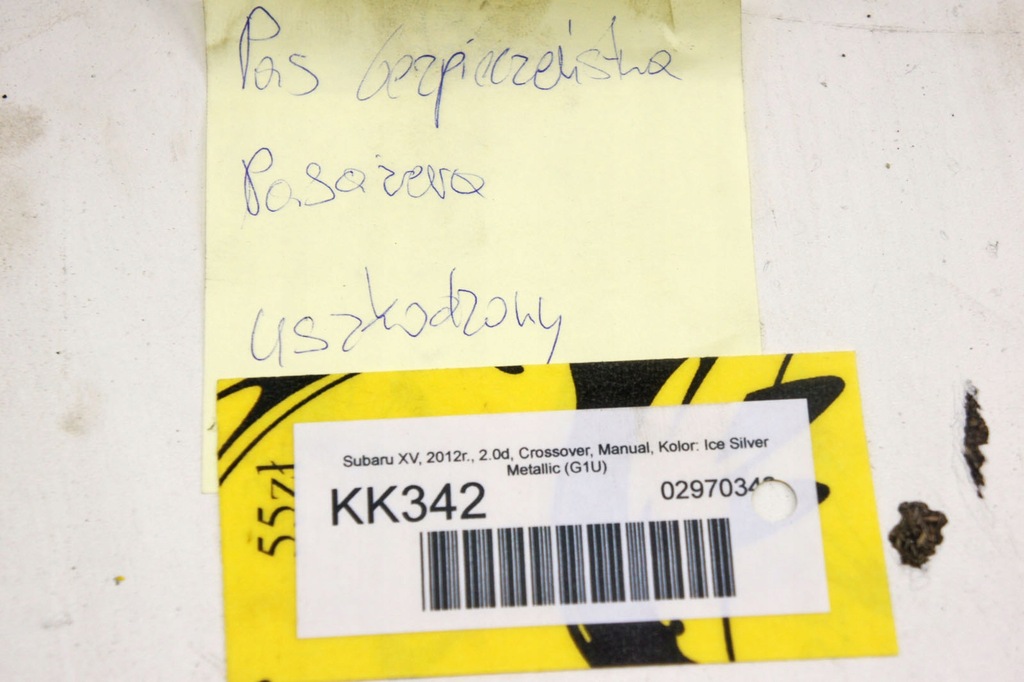 Pas bezpieczeństwa
Pasażera
uszkodzony
Subaru XV, 2012r., 2.0d, Crossover, Manual, Kolor: Ice Silver
Metallic (G1U)
KK342
55zł